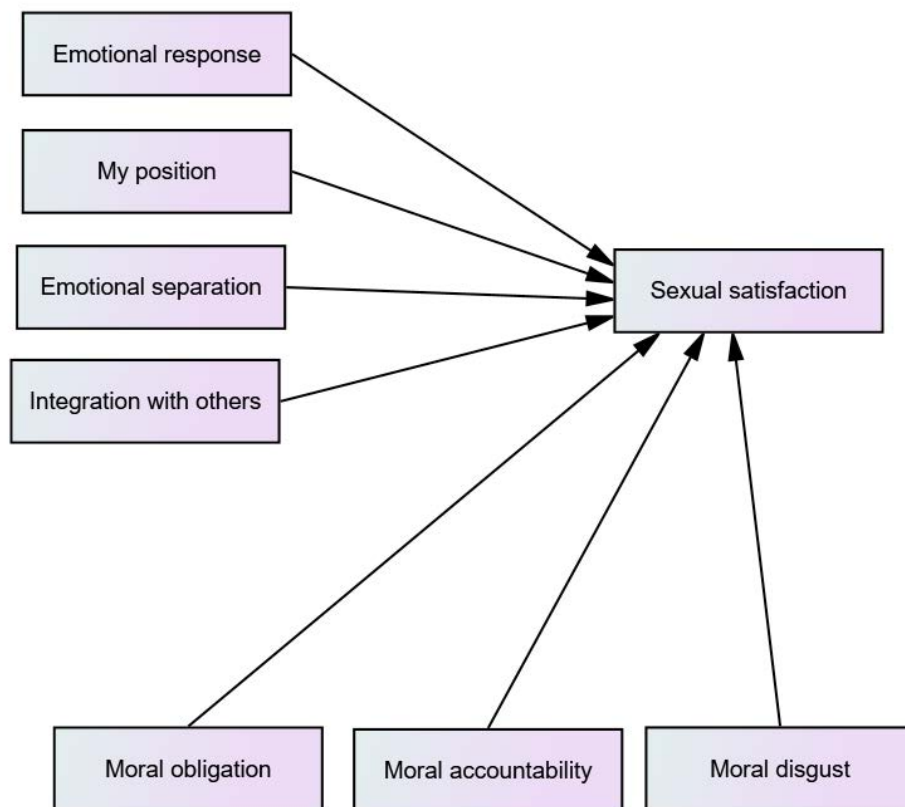 Emotional response
My position
Emotional separation
Sexual satisfaction
Integration with others
Moral obligation
Moral accountability
Moral disgust